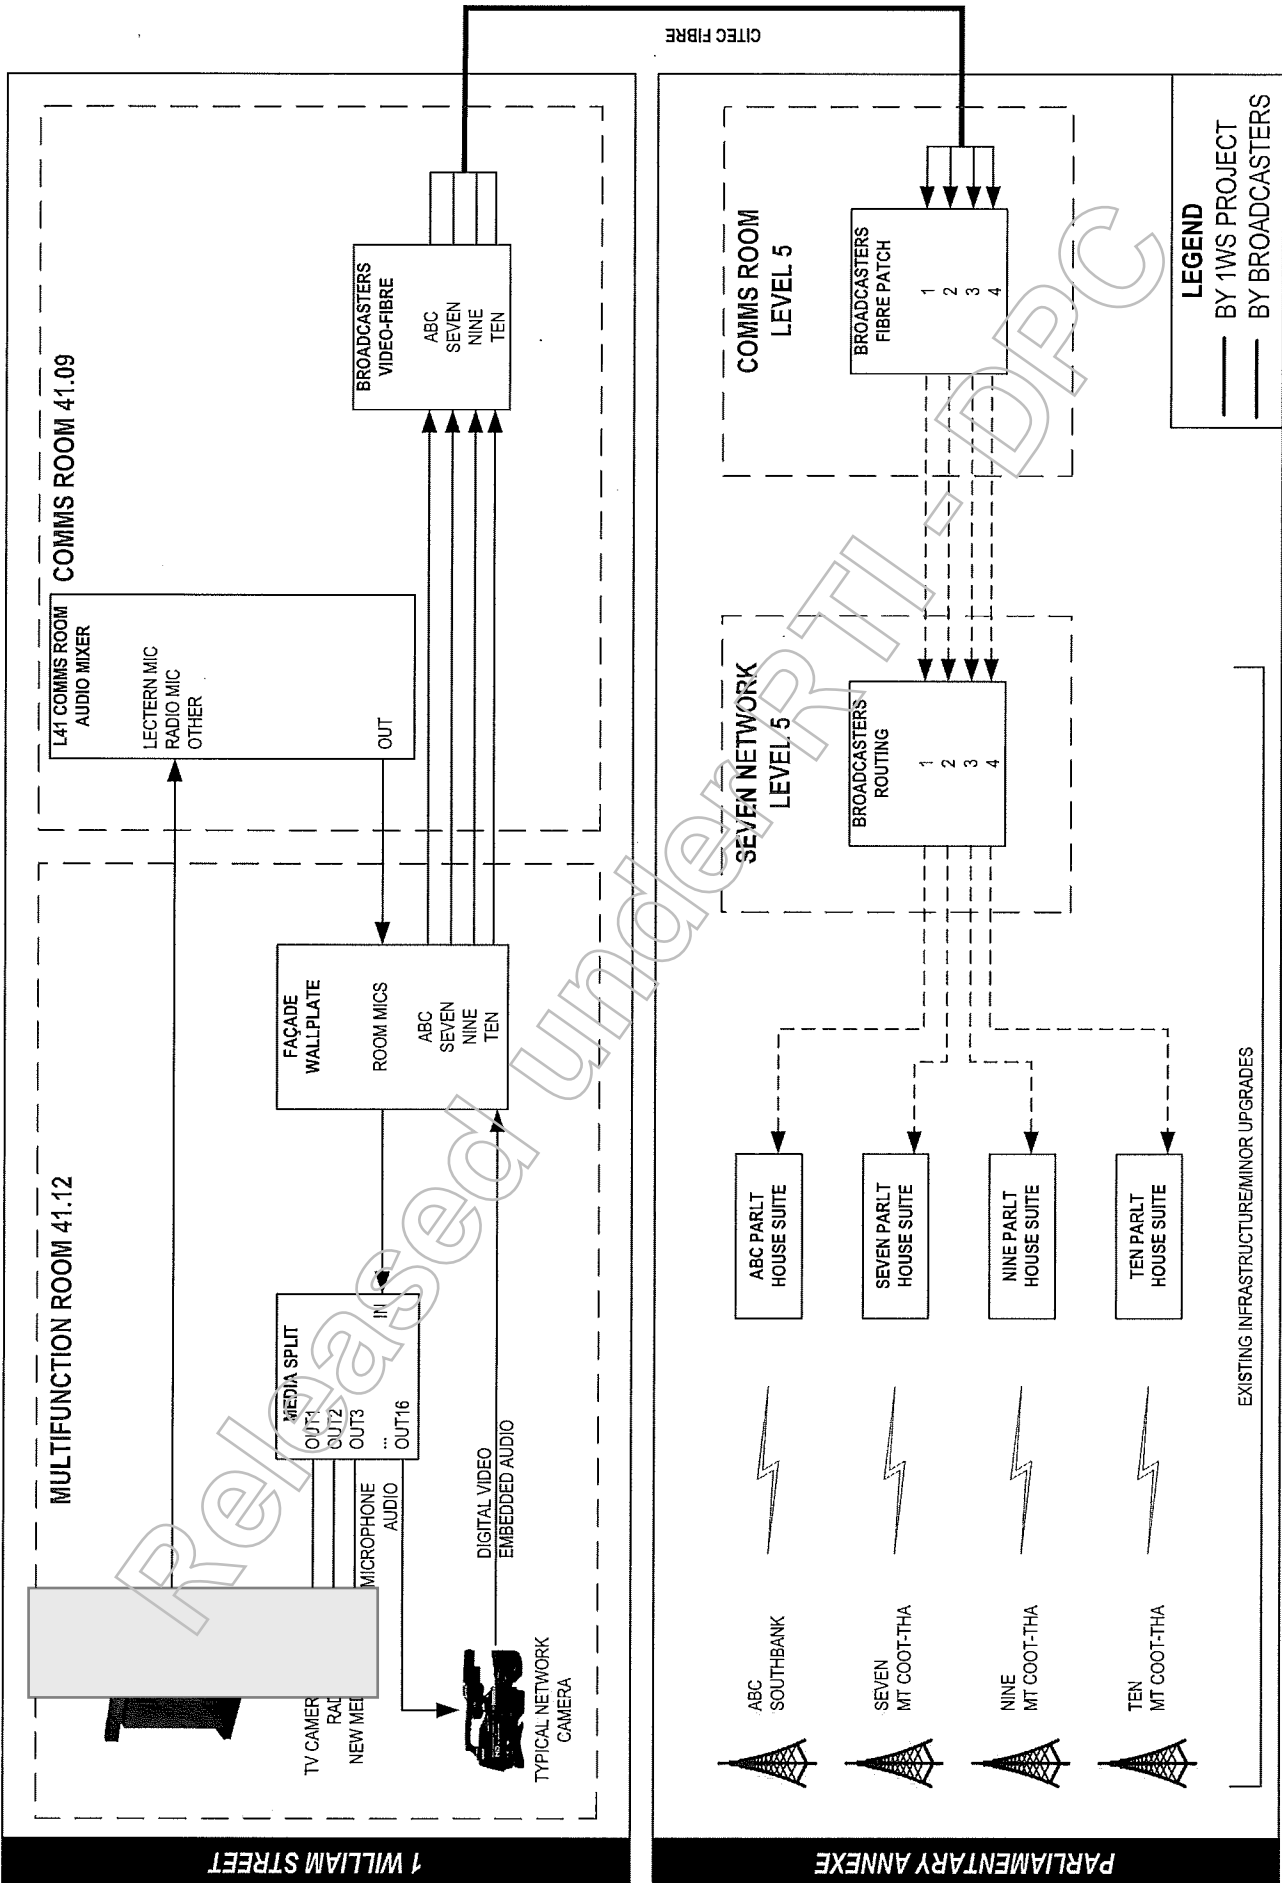 1 WILLIAM STREET
MULTIFUNCTION ROOM 41.12
TV CAMER
RAD
NEW MED
MICROPHONE
AUDIO
MEDIA SPLIT
OUT1
OUT2
OUT3
...
OUT16
IN
TYPICAL NETWORK
CAMERA
DIGITAL VIDEO
EMBEDDED AUDIO
FAÇADE
WALLPLATE
ROOM MICS
ABC
SEVEN
NINE
TEN
COMMS ROOM 41.09
L41 COMMS ROOM
AUDIO MIXER
LECTERN MIC
RADIO MIC
OTHER
OUT
BROADCASTERS
VIDEO-FIBRE
ABC
SEVEN
NINE
TEN
CITEC FIBRE
PARLIAMENTARY ANNEXE
ABC
SOUTHBANK
SEVEN
MT COOT-THA
NINE
MT COOT-THA
TEN
MT COOT-THA
ABC PARLT
HOUSE SUITE
SEVEN PARLT
HOUSE SUITE
NINE PARLT
HOUSE SUITE
TEN PARLT
HOUSE SUITE
EXISTING INFRASTRUCTURE/MINOR UPGRADES
SEVEN NETWORK
LEVEL 5
BROADCASTERS
ROUTING
1
2
3
4
COMMS ROOM
LEVEL 5
BROADCASTERS
FIBRE PATCH
1
2
3
4
LEGEND
BY 1WS PROJECT
BY BROADCASTERS
Released under RTI - DPC